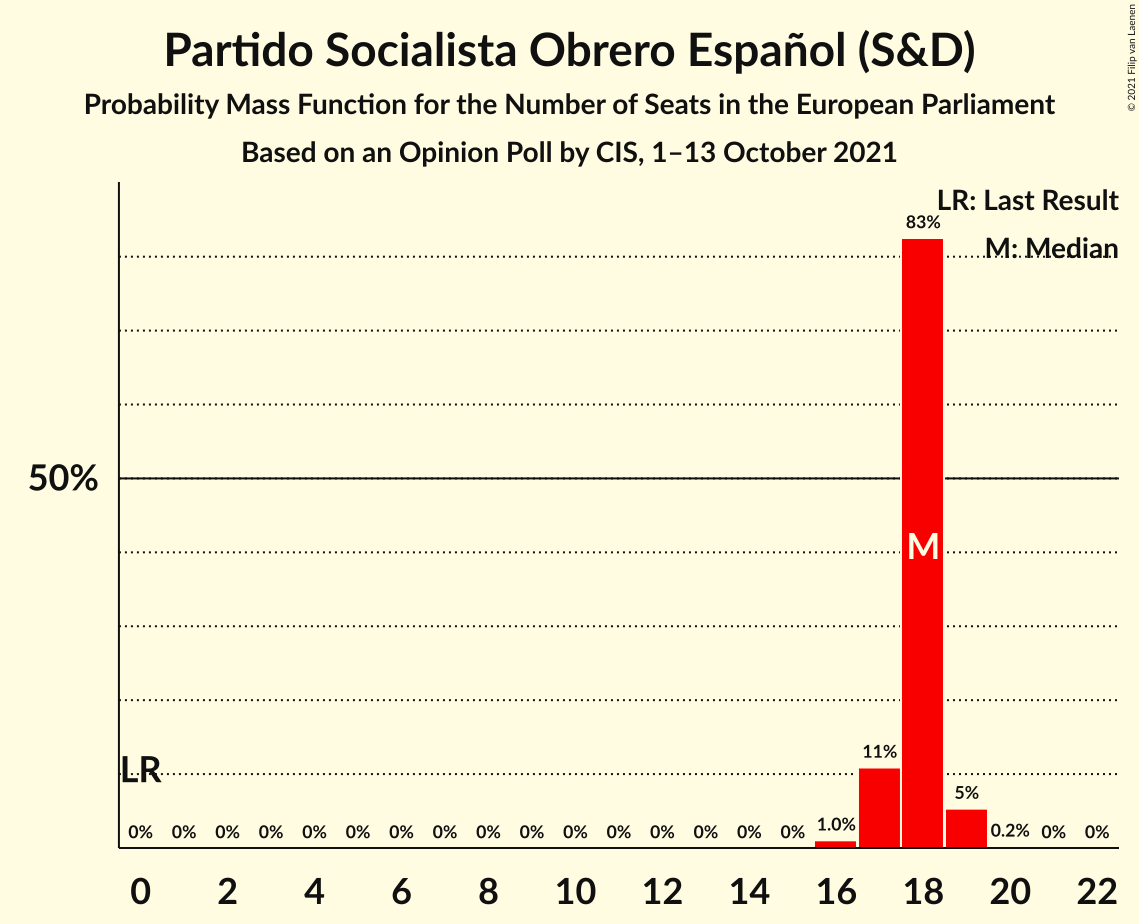 Partido Socialista Obrero Español (S&D)
Probability Mass Function for the Number of Seats in the European Parliament
Based on an Opinion Poll by CIS, 1–13 October 2021
© 2021 Filip van Laenen
LR: Last Result
M: Median
83%
50%
M
LR
11%
5%
0% 0% 0% 0% 0% 0% 0% 0% 0% 0% 0% 0% 0% 0% 0% 0% 1.0% 0.2% 0% 0%
0 2 4 6 8 10 12 14 16 18 20 22